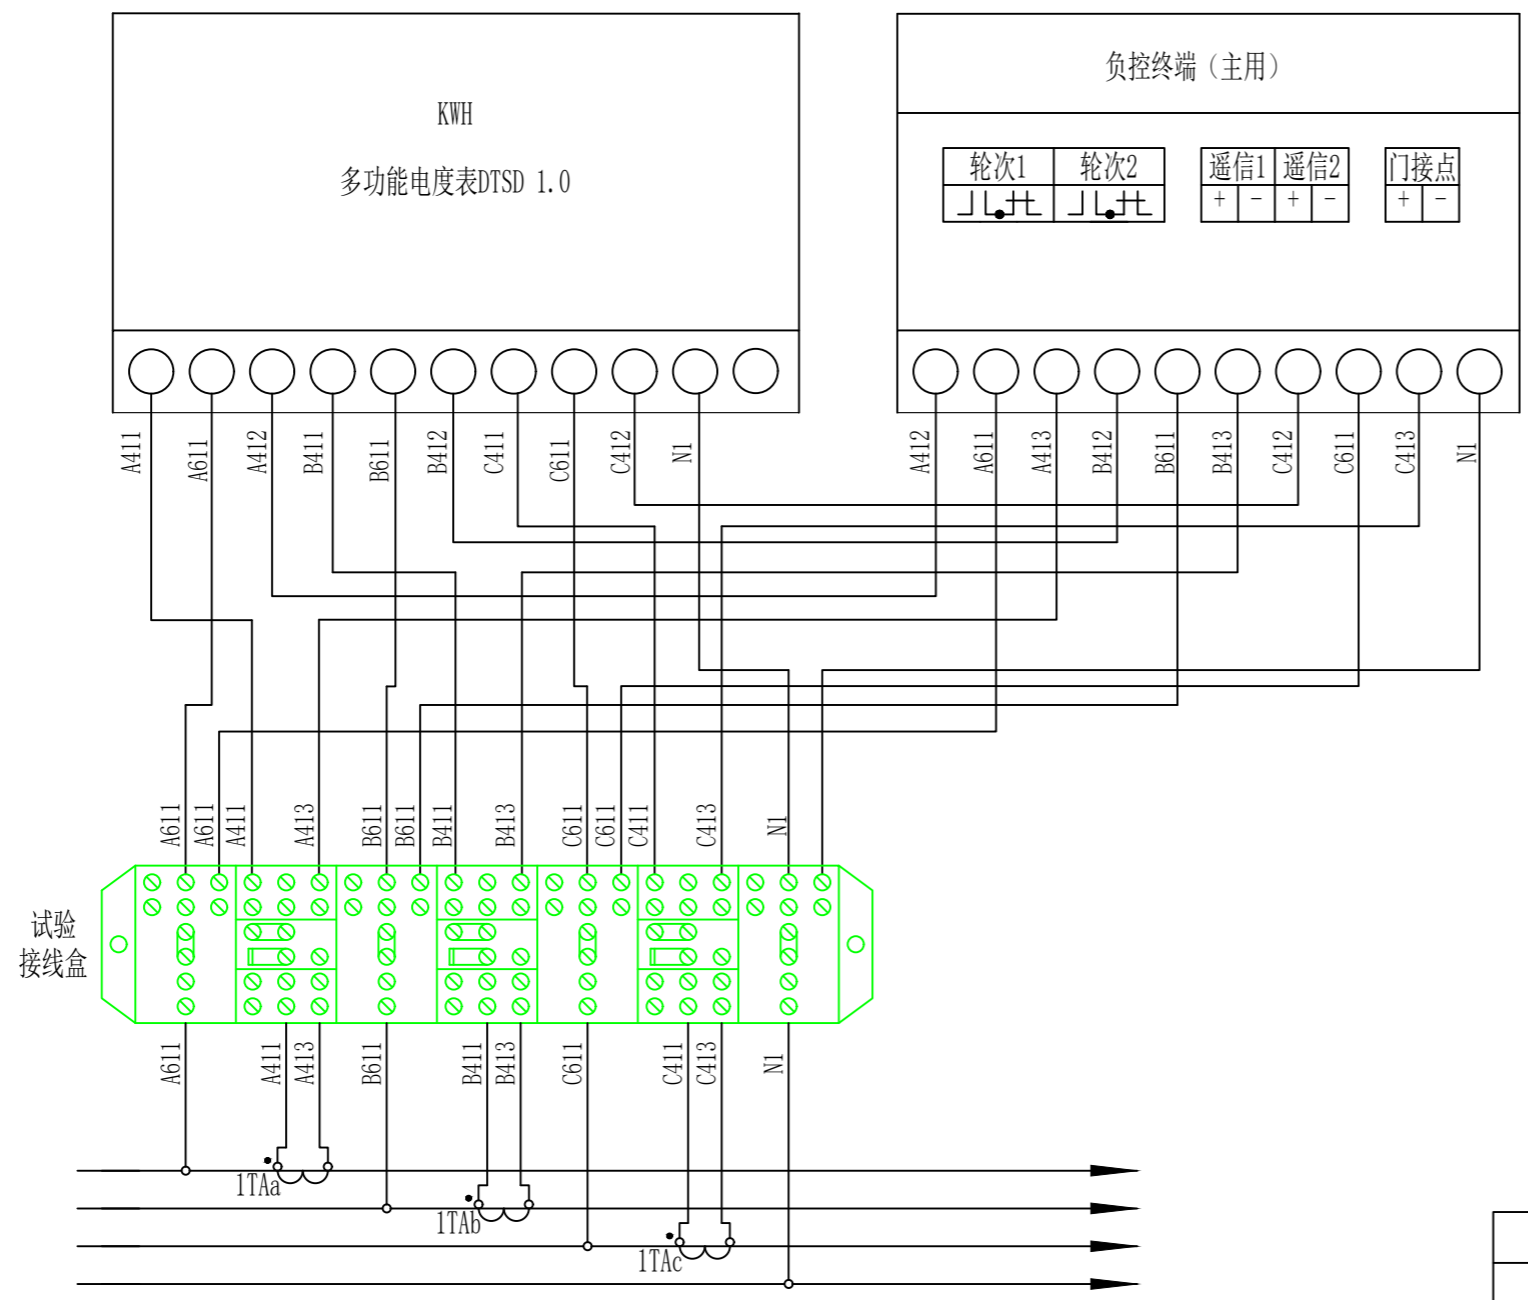 KWH
多功能电度表DTSD 1.0
负控终端（主用）
轮次1 轮次2 遥信1 遥信2 门接点
+ - + - + -
A411 A611 A412 B411 B611 B412 C411 C611 C412 N1
A412 A611 A413 B412 B611 B413 C412 C611 C413 N1
A611 A611 A411 A413 B611 B611 B411 B413 C611 C611 C411 C413 N1
试验
接线盒
A611 A411 A413 B611 B411 B413 C611 C411 C413 N1
1TAa
1TAb
1TAc